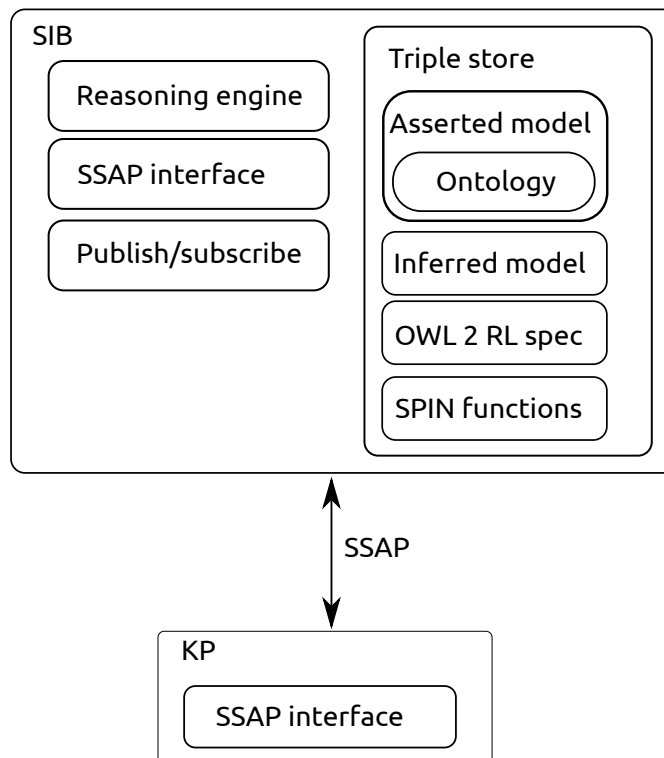 SIB
Reasoning engine
SSAP interface
Publish/subscribe
Triple store
Asserted model
Ontology
Inferred model
OWL 2 RL spec
SPIN functions
SSAP
KP
SSAP interface